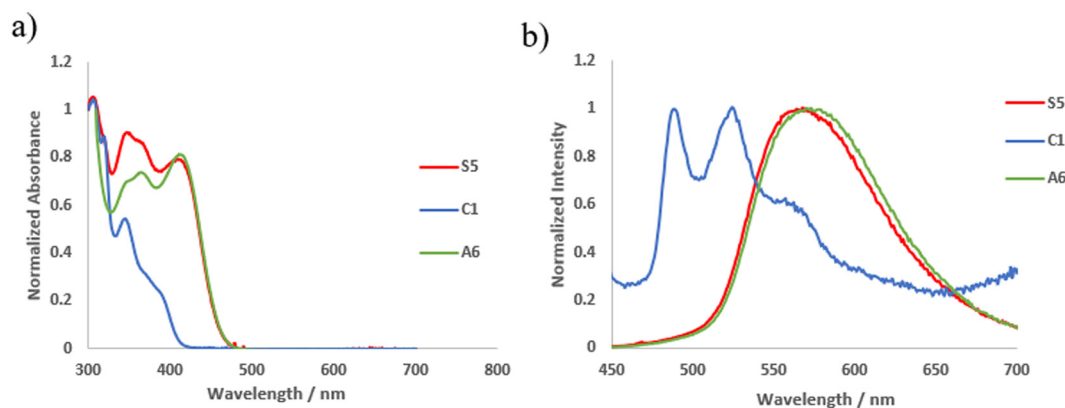 a)
1.2
1
0.8
0.6
0.4
0.2
0
300 400 500 600 700 800
Normalized Absorbance
Wavelength / nm
S5
C1
A6
b)
1.2
1
0.8
0.6
0.4
0.2
0
450 500 550 600 650 700
Normalized Intensity
Wavelength / nm
S5
C1
A6